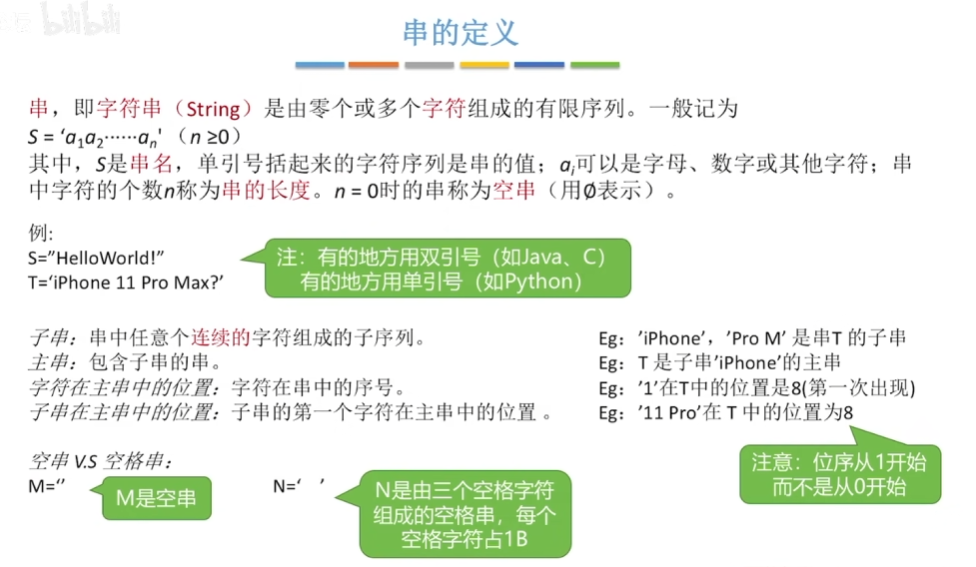 bilibili
串的定义
串，即字符串（String）是由零个或多个字符组成的有限序列。一般记为
S = ‘a1a2······an' （n ≥0）
其中，S是串名，单引号括起来的字符序列是串的值；ai可以是字母、数字或其他字符；串
中字符的个数n称为串的长度。n = 0时的串称为空串（用∅表示）。
例:
S=”HelloWorld!”
T=‘iPhone 11 Pro Max?’
注：有的地方用双引号（如Java、C）
有的地方用单引号（如Python）
子串：串中任意个连续的字符组成的子序列。
Eg：’iPhone’，’Pro M’ 是串T 的子串
主串：包含子串的串。
Eg：T 是子串’iPhone’的主串
字符在主串中的位置：字符在串中的序号。
Eg：’1’在T中的位置是8(第一次出现)
子串在主串中的位置：子串的第一个字符在主串中的位置 。
Eg：’11 Pro’在 T 中的位置为8
注意：位序从1开始
而不是从0开始
空串 V.S 空格串：
M=‘’
M是空串
N=‘   ’
N是由三个空格字符
组成的空格串，每个
空格字符占1B